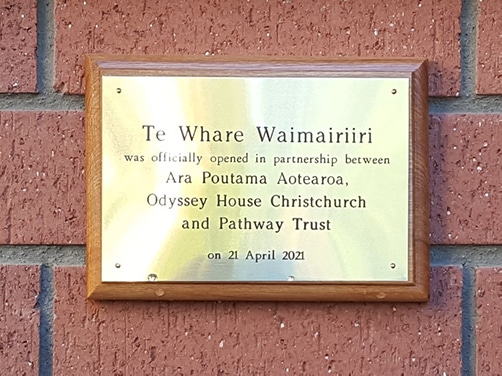 Te Whare Waimairiiri
was officially opened in partnership between
Ara Poutama Aotearoa,
Odyssey House Christchurch
and Pathway Trust
on 21 April 2021